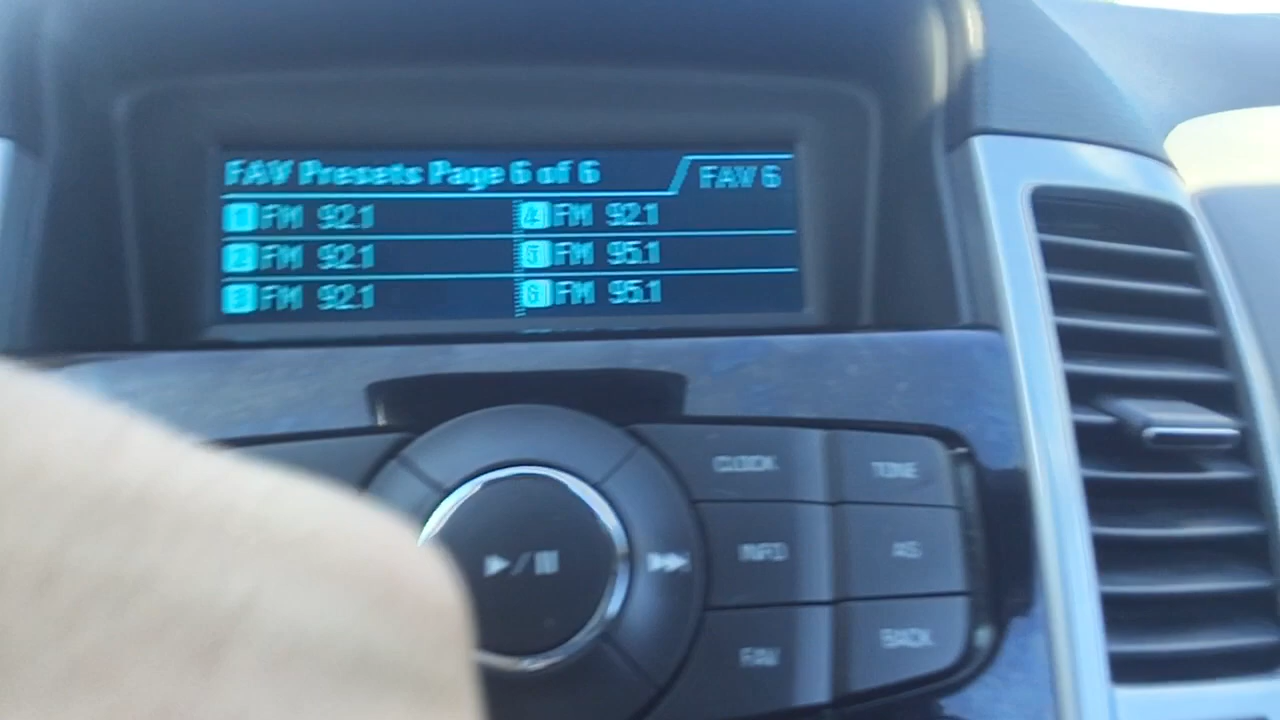 FAV Presets Page 6 of 6 FAV 6
1 FM 92.1 4 FM 92.1
2 FM 92.1 5 FM 95.1
3 FM 92.1 6 FM 95.1
CLOCK TONE
INFO AS
FAV BACK